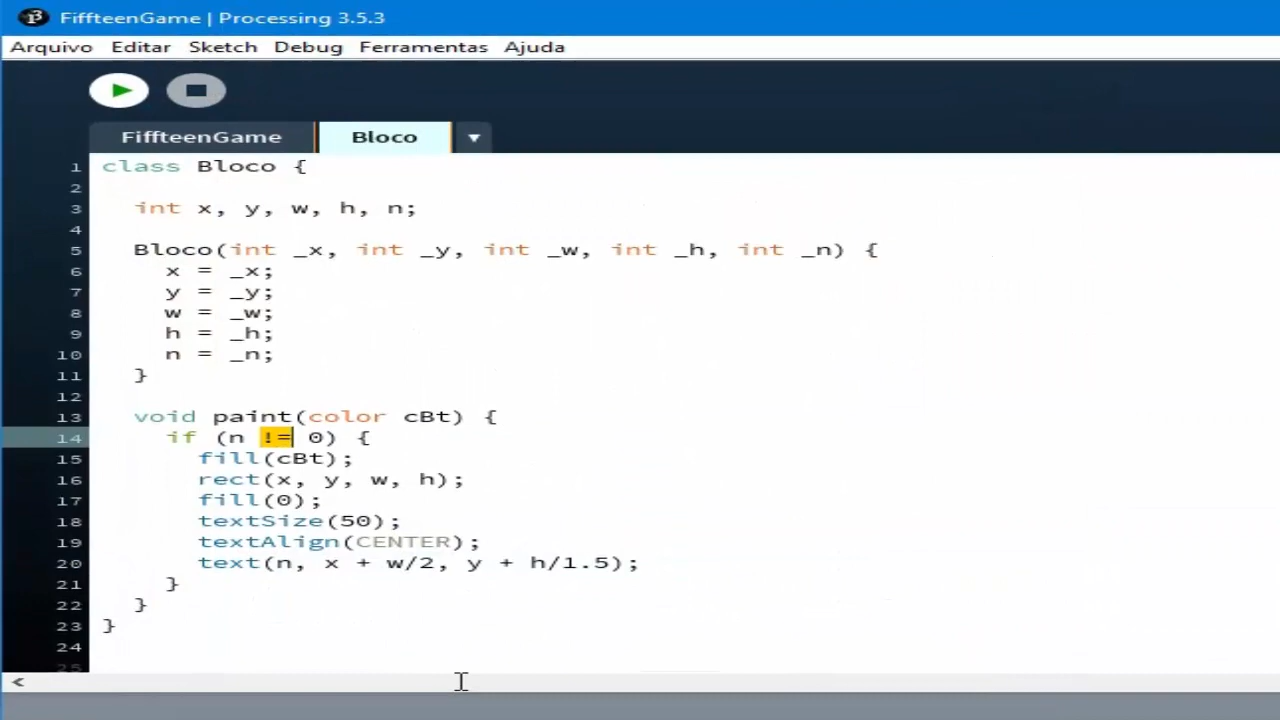 FiffteenGame | Processing 3.5.3
Arquivo Editar Sketch Debug Ferramentas Ajuda
FiffteenGame Bloco ▼
1 class Bloco {
2
3 int x, y, w, h, n;
4
5 Bloco(int _x, int _y, int _w, int _h, int _n) {
6 x = _x;
7 y = _y;
8 w = _w;
9 h = _h;
10 n = _n;
11 }
12
13 void paint(color cBt) {
14 if (n != 0) {
15 fill(cBt);
16 rect(x, y, w, h);
17 fill(0);
18 textSize(50);
19 textAlign(CENTER);
20 text(n, x + w/2, y + h/1.5);
21 }
22 }
23 }
24
25